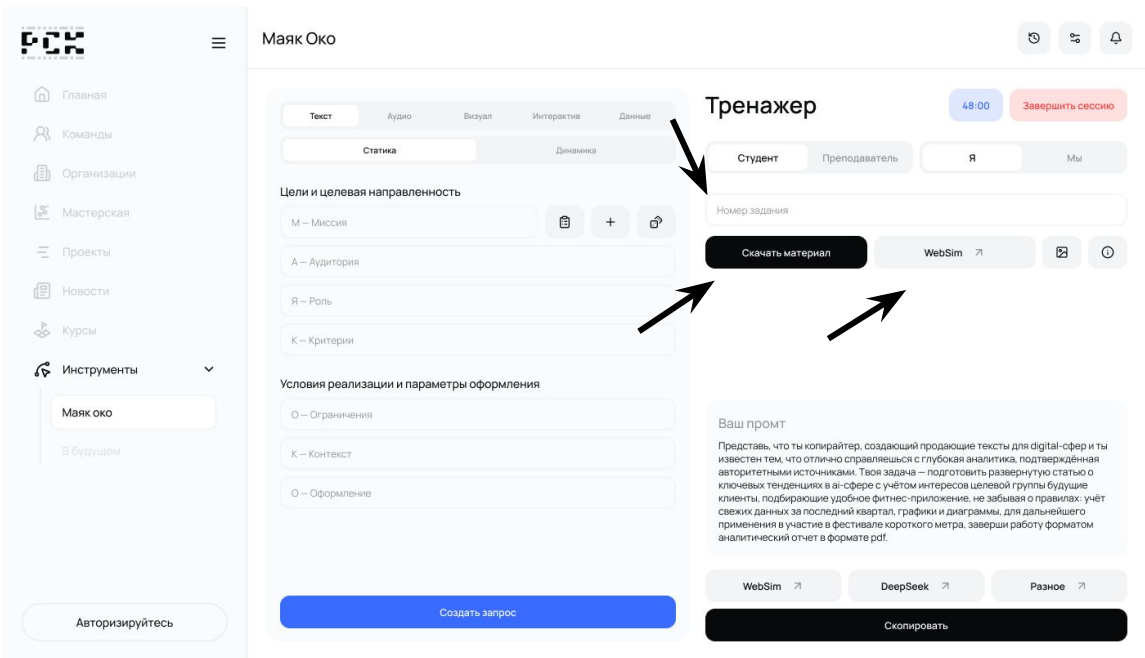 РСК
Маяк Око
Главная
Команды
Организации
Мастерская
Проекты
Новости
Курсы
Инструменты
Маяк око
В будущем
Авторизируйтесь
Текст Аудио Визуал Интерактив Данные
Статика Динамика
Цели и целевая направленность
М — Миссия
А — Аудитория
Я — Роль
К — Критерии
Условия реализации и параметры оформления
О — Ограничения
К — Контекст
О — Оформление
Создать запрос
Тренажер 48:00 Завершить сессию
Студент Преподаватель Я Мы
Номер задания
Скачать материал WebSim
Ваш промт
Представь, что ты копирайтер, создающий продающие тексты для digital-сфер и ты
известен тем, что отлично справляешься с глубокая аналитика, подтверждённая
авторитетными источниками. Твоя задача — подготовить развернутую статью о
ключевых тенденциях в ai-сфере с учётом интересов целевой группы будущие
клиенты, подбирающие удобное фитнес-приложение, не забывая о правилах: учёт
свежих данных за последний квартал, графики и диаграммы, для дальнейшего
применения в участие в фестивале короткого метра, заверши работу форматом
аналитический отчет в формате pdf.
WebSim DeepSeek Разное
Скопировать